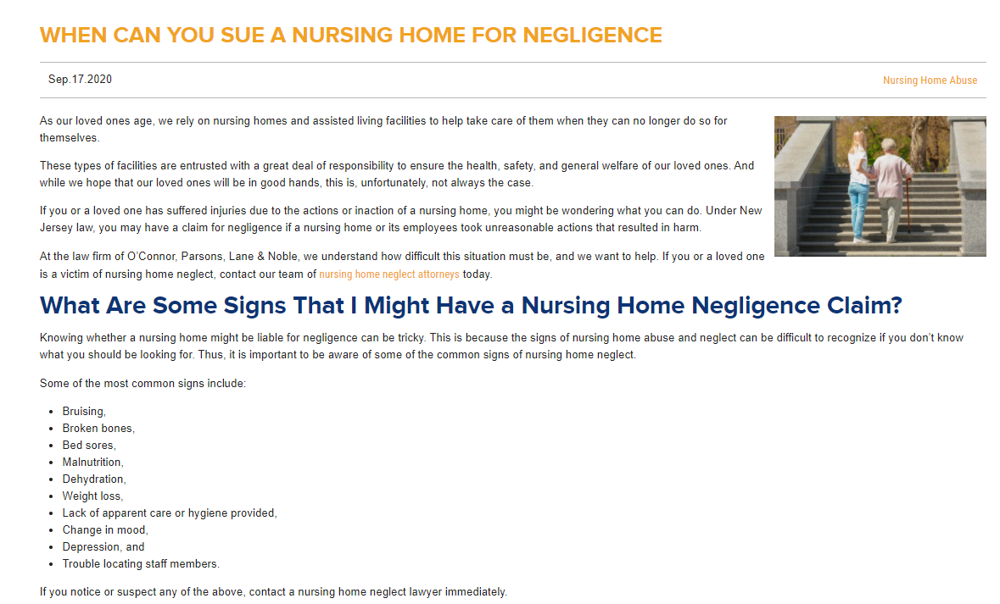 WHEN CAN YOU SUE A NURSING HOME FOR NEGLIGENCE
Sep.17.2020
Nursing Home Abuse
As our loved ones age, we rely on nursing homes and assisted living facilities to help take care of them when they can no longer do so for
themselves.
These types of facilities are entrusted with a great deal of responsibility to ensure the health, safety, and general welfare of our loved ones. And
while we hope that our loved ones will be in good hands, this is, unfortunately, not always the case.
If you or a loved one has suffered injuries due to the actions or inaction of a nursing home, you might be wondering what you can do. Under New
Jersey law, you may have a claim for negligence if a nursing home or its employees took unreasonable actions that resulted in harm.
At the law firm of O’Connor, Parsons, Lane & Noble, we understand how difficult this situation must be, and we want to help. If you or a loved one
is a victim of nursing home neglect, contact our team of nursing home neglect attorneys today.
What Are Some Signs That I Might Have a Nursing Home Negligence Claim?
Knowing whether a nursing home might be liable for negligence can be tricky. This is because the signs of nursing home abuse and neglect can be difficult to recognize if you don’t know
what you should be looking for. Thus, it is important to be aware of some of the common signs of nursing home neglect.
Some of the most common signs include:
• Bruising,
• Broken bones,
• Bed sores,
• Malnutrition,
• Dehydration,
• Weight loss,
• Lack of apparent care or hygiene provided,
• Change in mood,
• Depression, and
• Trouble locating staff members.
If you notice or suspect any of the above, contact a nursing home neglect lawyer immediately.